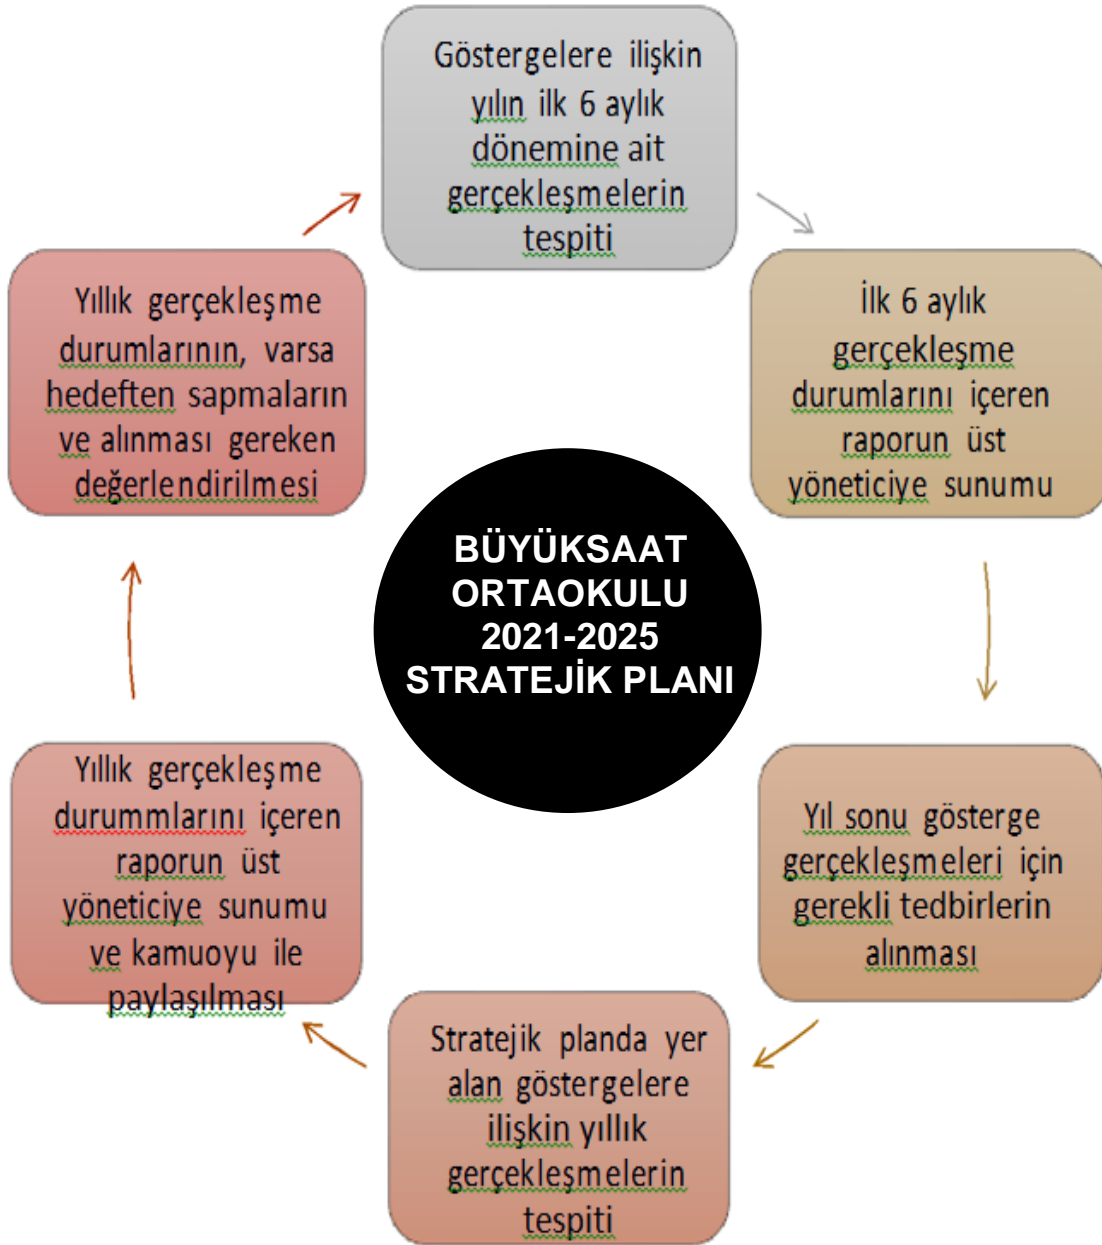 Göstergelere ilişkin
yılın ilk 6 aylık
dönemine ait
gerçekleşmelerin
tespiti
İlk 6 aylık
gerçekleşme
durumlarını içeren
raporun üst
yöneticiye sunumu
Yıl sonu gösterge
gerçekleşmeleri için
gerekli tedbirlerin
alınması
Stratejik planda yer
alan göstergelere
ilişkin yıllık
gerçekleşmelerin
tespiti
Yıllık gerçekleşme
durummlarını içeren
raporun üst
yöneticiye sunumu
ve kamuoyu ile
paylaşılması
Yıllık gerçekleşme
durumlarının, varsa
hedeften sapmaların
ve alınması gereken
değerlendirilmesi
BÜYÜKSAAT
ORTAOKULU
2021-2025
STRATEJİK PLANI